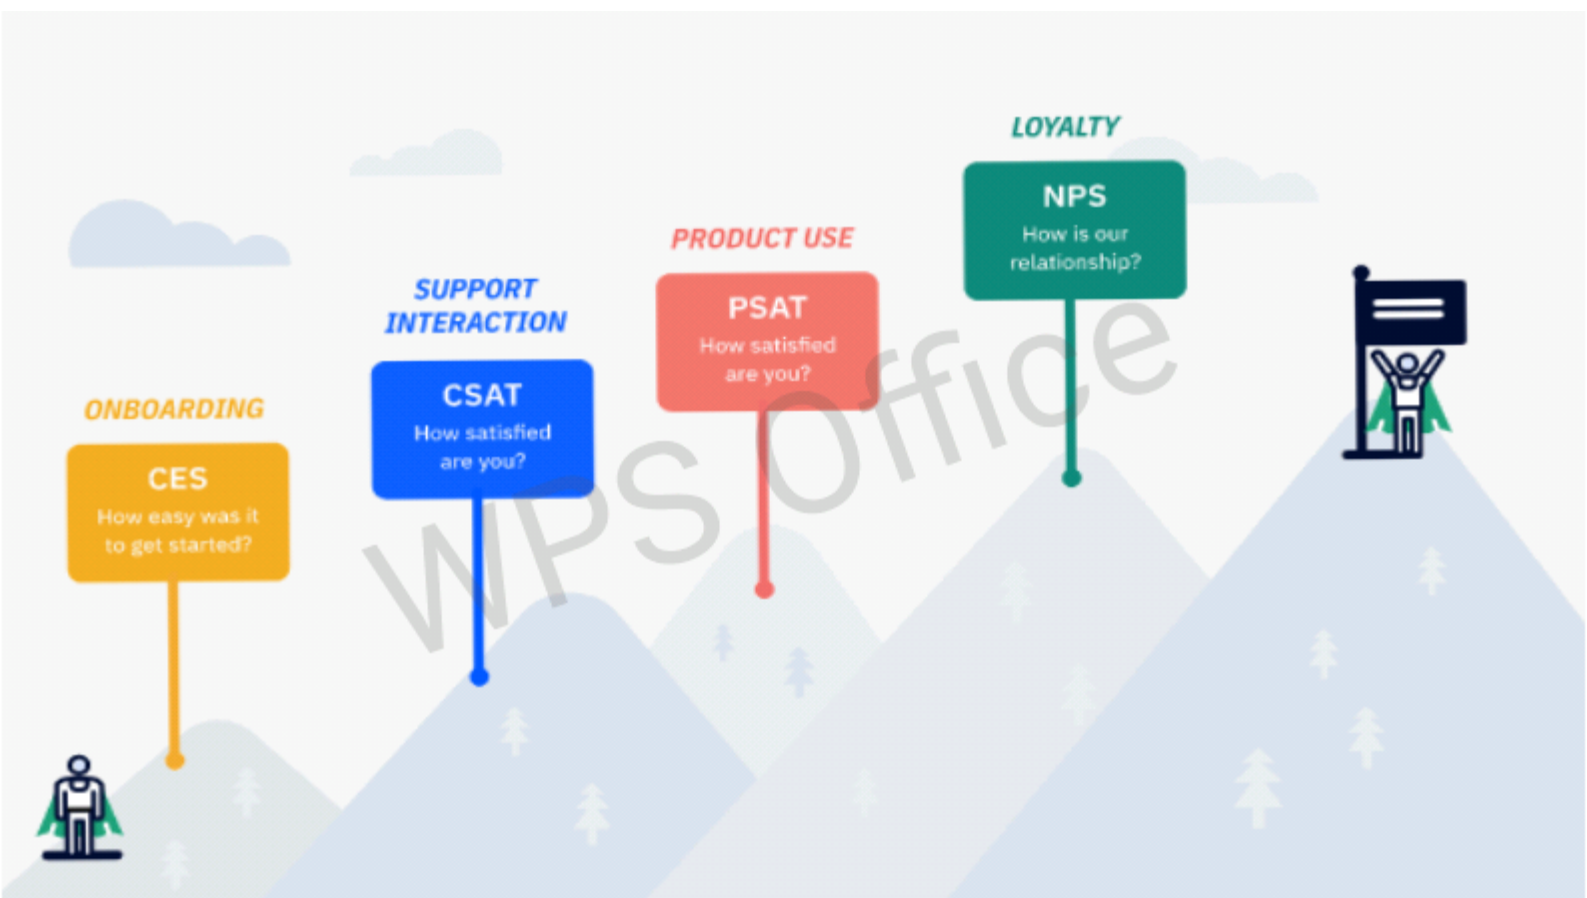 ONBOARDING
CES
How easy was it
to get started?
SUPPORT
INTERACTION
CSAT
How satisfied
are you?
PRODUCT USE
PSAT
How satisfied
are you?
LOYALTY
NPS
How is our
relationship?
WPS Office